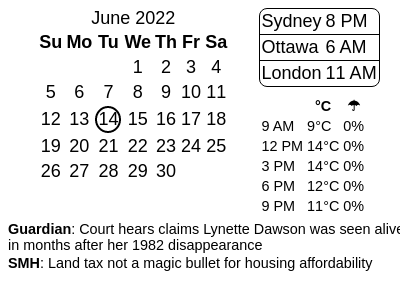 June 2022
Su Mo Tu We Th Fr Sa
1 2 3 4
5 6 7 8 9 10 11
12 13 14 15 16 17 18
19 20 21 22 23 24 25
26 27 28 29 30
Sydney 8 PM
Ottawa 6 AM
London 11 AM
°C ☂
9 AM 9°C 0%
12 PM 14°C 0%
3 PM 14°C 0%
6 PM 12°C 0%
9 PM 11°C 0%
Guardian: Court hears claims Lynette Dawson was seen alive
in months after her 1982 disappearance
SMH: Land tax not a magic bullet for housing affordability